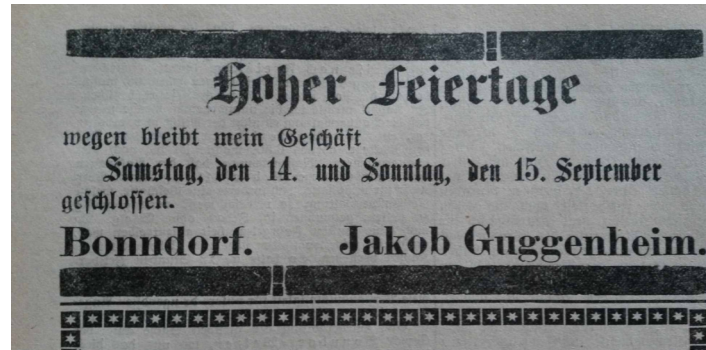 Hoher Feiertage
wegen bleibt mein Geschäft
Samstag, den 14. und Sonntag, den 15. September
geschlossen.
Bonndorf. Jakob Guggenheim.